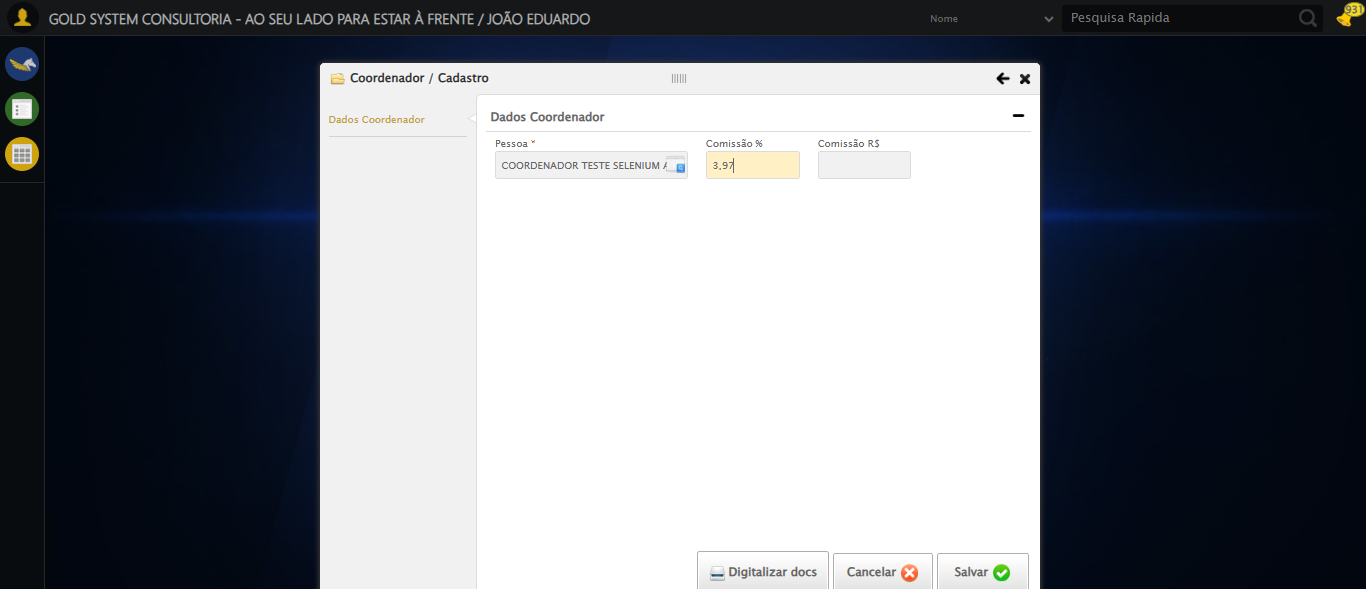 GOLD SYSTEM CONSULTORIA - AO SEU LADO PARA ESTAR À FRENTE / JOÃO EDUARDO
Nome
Pesquisa Rapida
931
Coordenador / Cadastro
Dados Coordenador
Dados Coordenador
Pessoa *
Comissão %
Comissão R$
COORDENADOR TESTE SELENIUM A
3,97
Digitalizar docs
Cancelar
Salvar